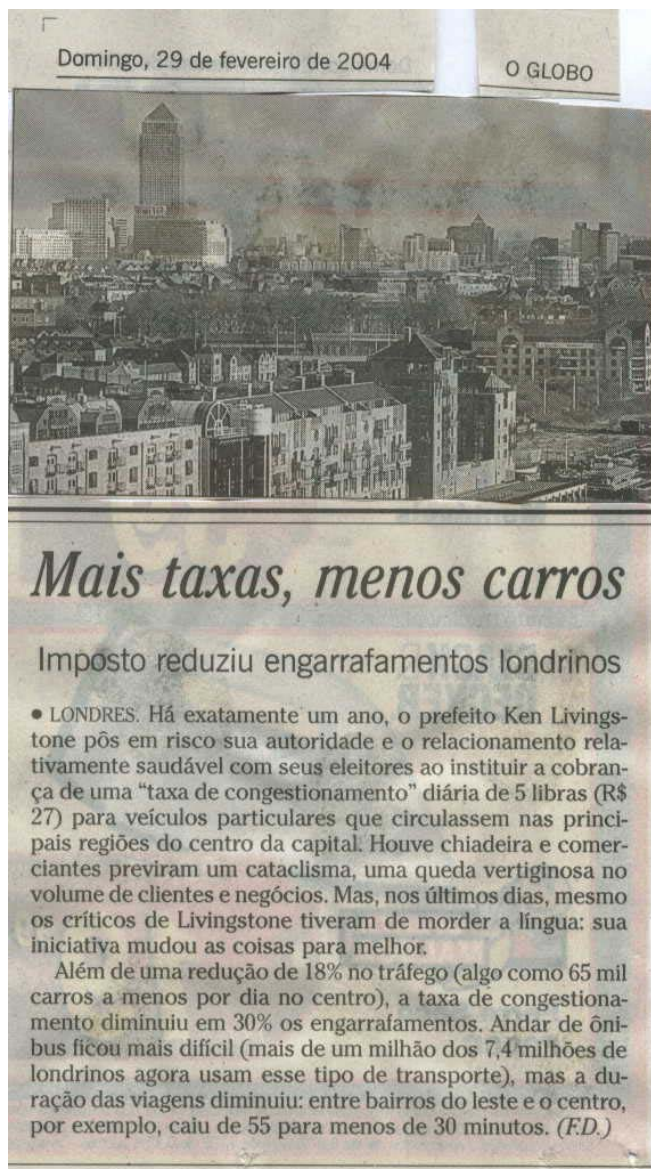 Domingo, 29 de fevereiro de 2004
O GLOBO
Mais taxas, menos carros
Imposto reduziu engarrafamentos londrinos
• LONDRES. Há exatamente um ano, o prefeito Ken Livings-
tone pôs em risco sua autoridade e o relacionamento rela-
tivamente saudável com seus eleitores ao instituir a cobran-
ça de uma “taxa de congestionamento” diária de 5 libras (R$
27) para veículos particulares que circulassem nas princi-
pais regiões do centro da capital. Houve chiadeira e comer-
ciantes previram um cataclisma, uma queda vertiginosa no
volume de clientes e negócios. Mas, nos últimos dias, mesmo
os críticos de Livingstone tiveram de morder a língua: sua
iniciativa mudou as coisas para melhor.
Além de uma redução de 18% no tráfego (algo como 65 mil
carros a menos por dia no centro), a taxa de congestiona-
mento diminuiu em 30% os engarrafamentos. Andar de ôni-
bus ficou mais difícil (mais de um milhão dos 7,4 milhões de
londrinos agora usam esse tipo de transporte), mas a du-
ração das viagens diminuiu: entre bairros do leste e o centro,
por exemplo, caiu de 55 para menos de 30 minutos. (F.D.)